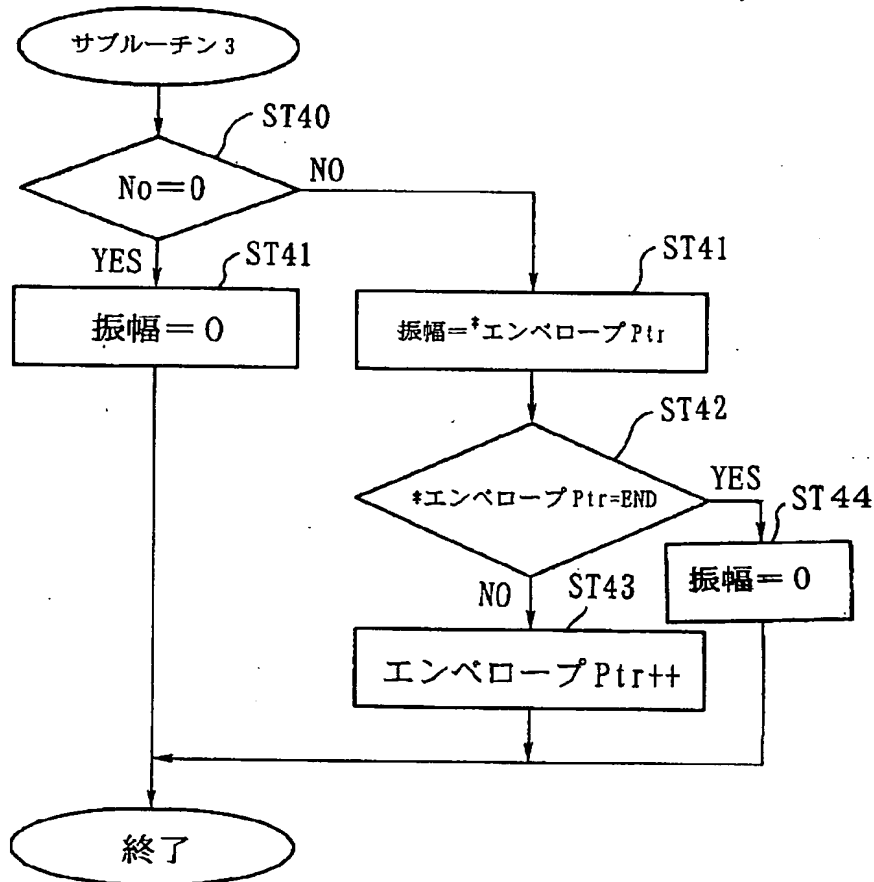 サブルーチン3
ST40
No=0
NO
YES
ST41
振幅=0
ST41
振幅=*エンベロープPtr
ST42
*エンベロープPtr=END
YES
ST44
振幅=0
NO
ST43
エンベロープPtr++
終了